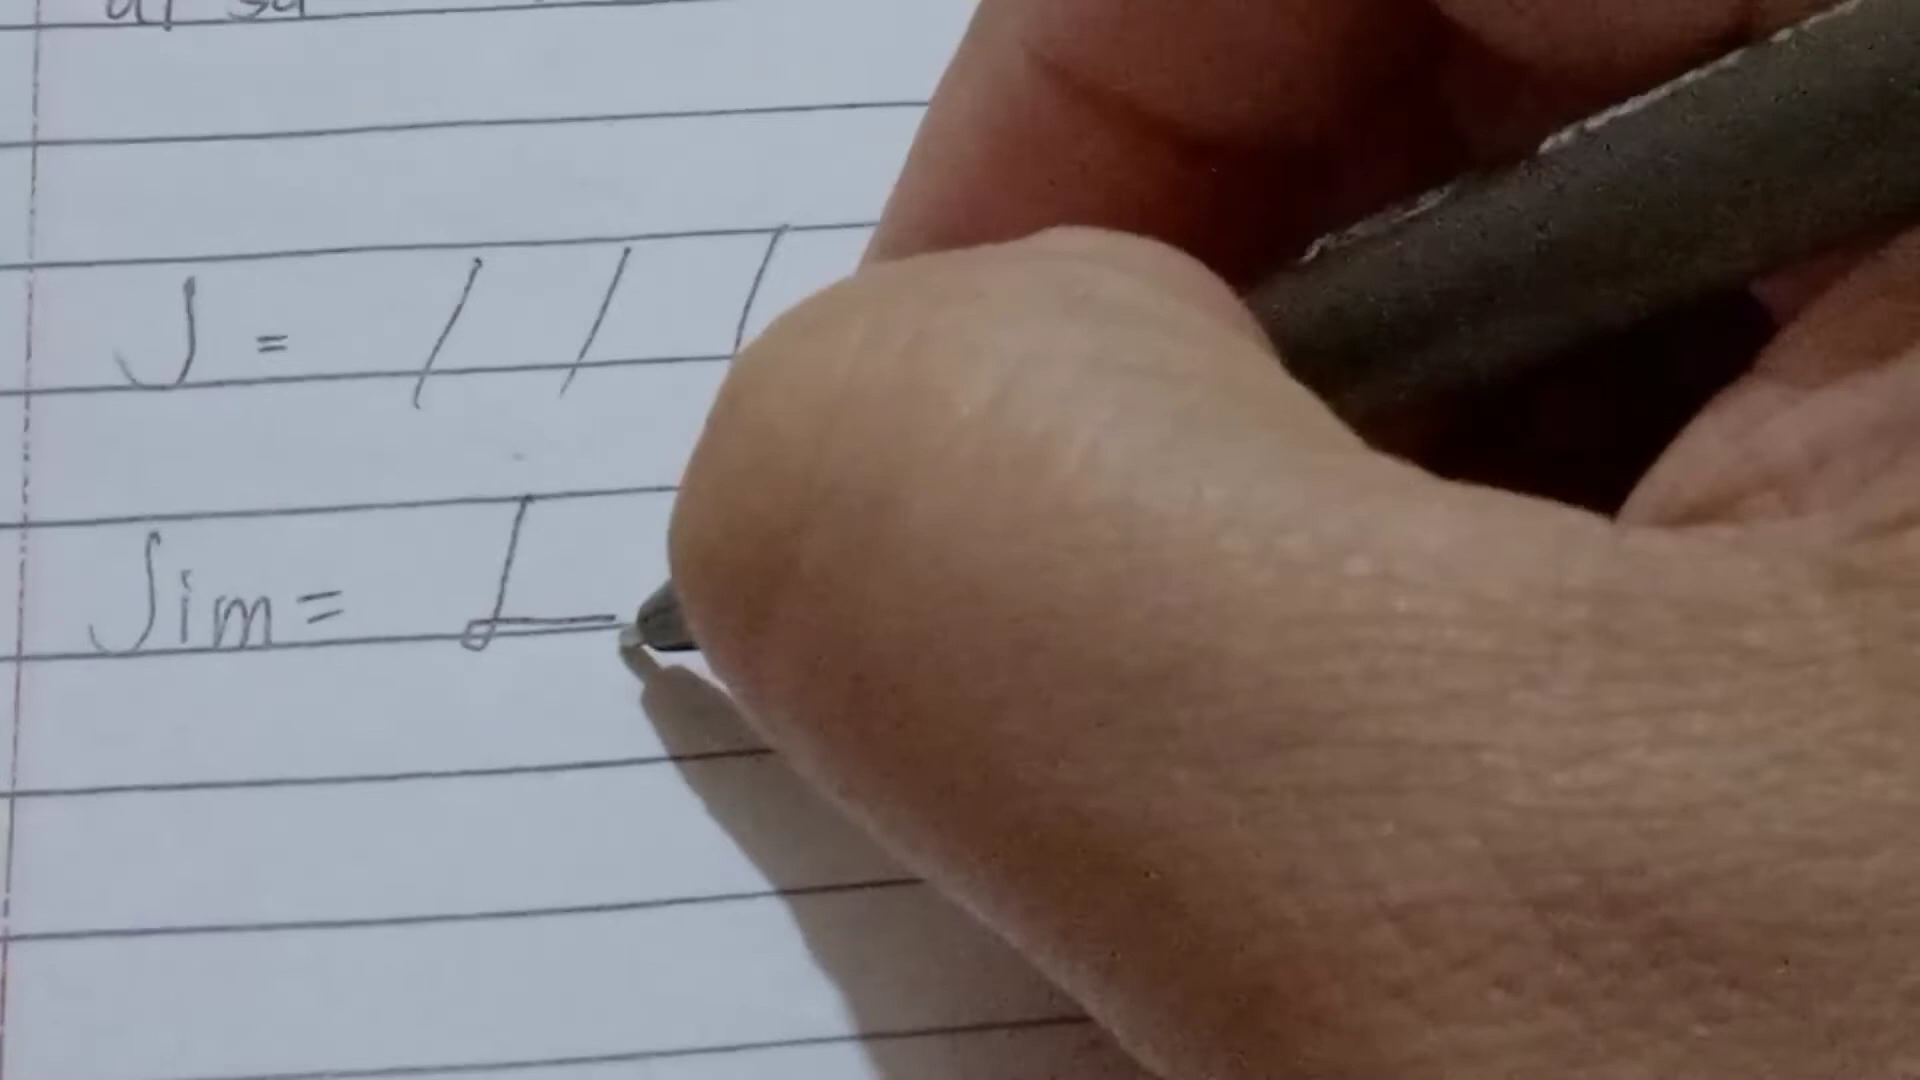 J = / / /
Jim =